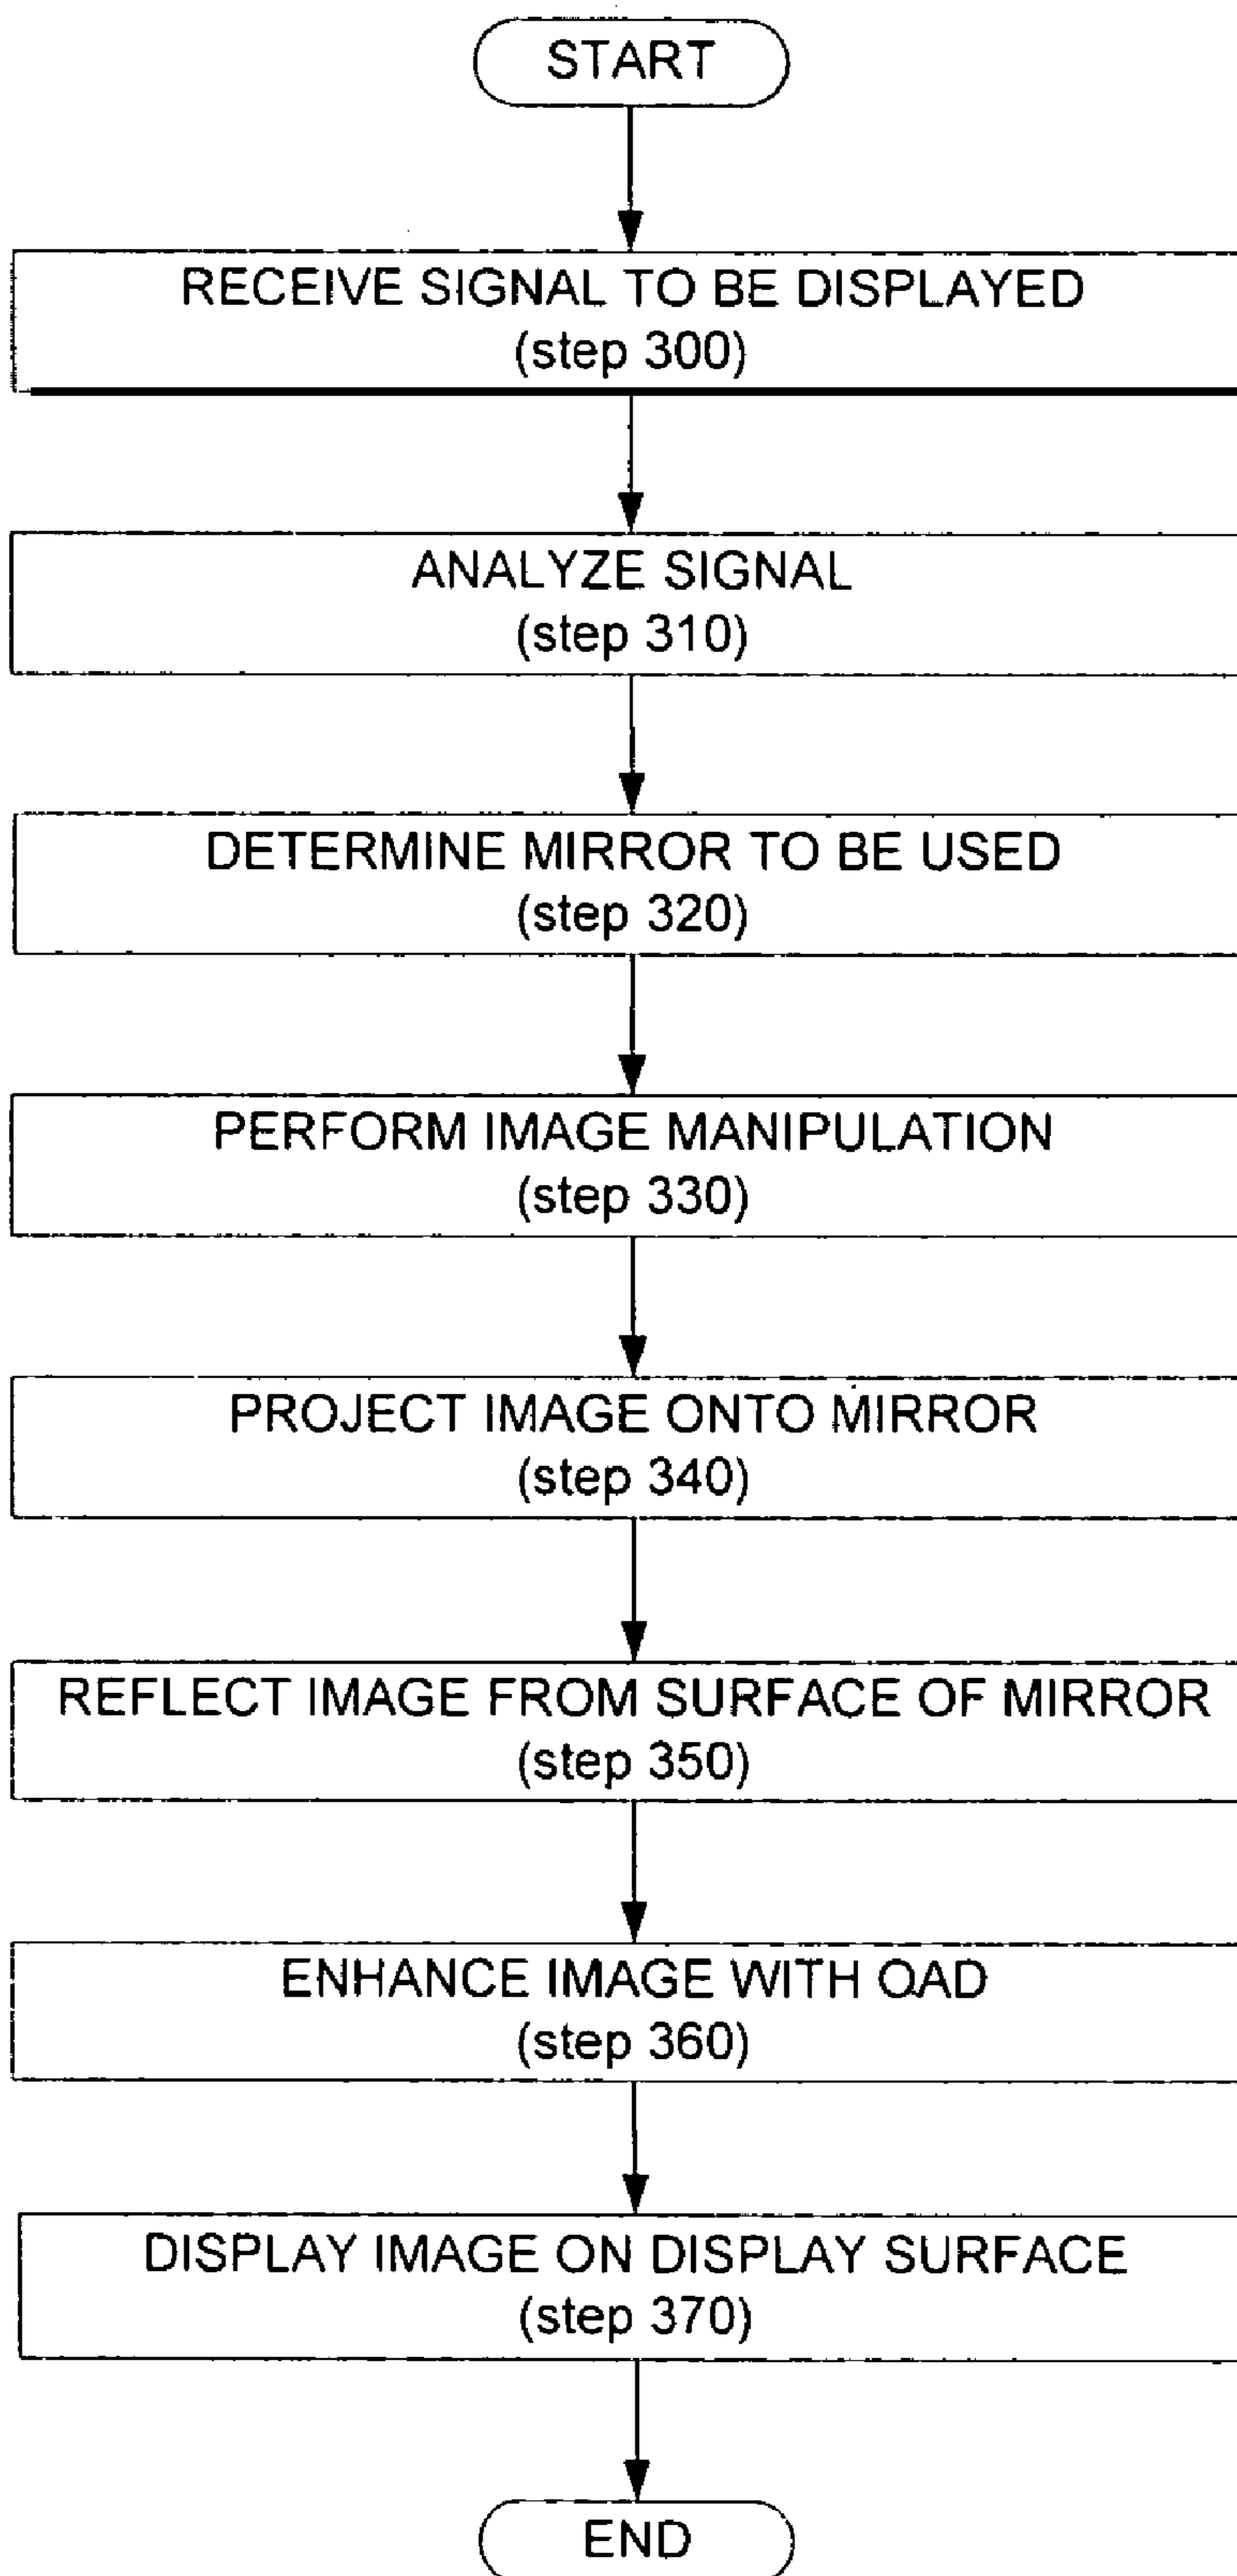 START
RECEIVE SIGNAL TO BE DISPLAYED
(step 300)
ANALYZE SIGNAL
(step 310)
DETERMINE MIRROR TO BE USED
(step 320)
PERFORM IMAGE MANIPULATION
(step 330)
PROJECT IMAGE ONTO MIRROR
(step 340)
REFLECT IMAGE FROM SURFACE OF MIRROR
(step 350)
ENHANCE IMAGE WITH OAD
(step 360)
DISPLAY IMAGE ON DISPLAY SURFACE
(step 370)
END